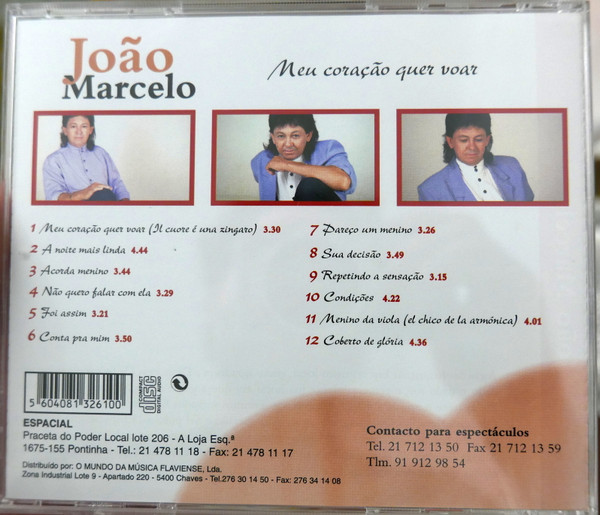 João
Marcelo
Meu coração quer voar
1 Meu coração quer voar (Il cuore é una zingaro) 3.30
2 A noite mais linda 4.44
3 Acorda menino 3.44
4 Não quero falar com ela 3.29
5 Foi assim 3.21
6 Conta pra mim 3.50
7 Pareço um menino 3.26
8 Sua decisão 3.49
9 Repetindo a sensação 3.15
10 Condições 4.22
11 Menino da viola (el chico de la armónica) 4.01
12 Coberto de glória 4.36
5604081326100
COMPACT
disc
DIGITAL AUDIO
ESPACIAL
Praceta do Poder Local lote 206 - A Loja Esq.ª
1675-155 Pontinha - Tel.: 21 478 11 18 - Fax: 21 478 11 17
Distribuído por: O MUNDO DA MÚSICA FLAVIENSE, Lda.
Zona Industrial Lote 9 - Apartado 220 - 5400 Chaves - Tel.276 30 14 50 - Fax: 276 34 14 08
Contacto para espectáculos
Tel. 21 712 13 50 Fax 21 712 13 59
Tlm. 91 912 98 54